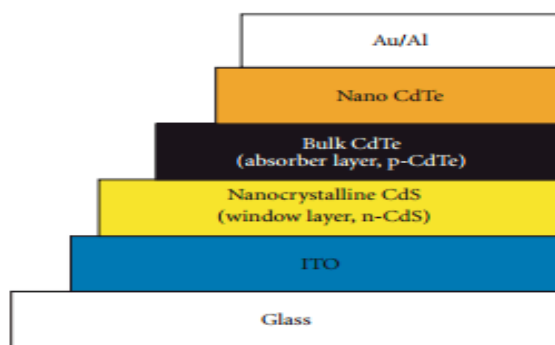 Au/Al
Nano CdTe
Bulk CdTe
(absorber layer, p-CdTe)
Nanocrystalline CdS
(window layer, n-CdS)
ITO
Glass